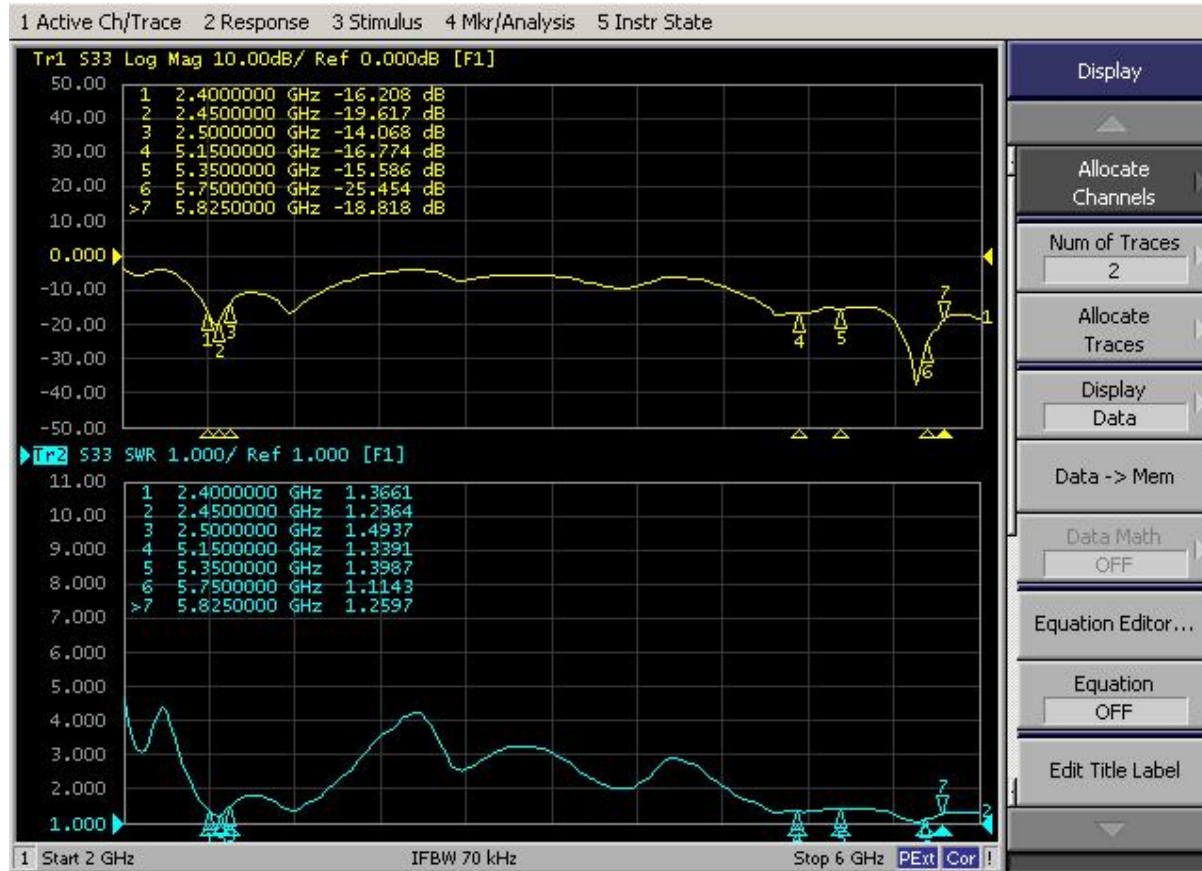 1 Active Ch/Trace 2 Response 3 Stimulus 4 Mkr/Analysis 5 Instr State
Tr1 S33 Log Mag 10.00dB/ Ref 0.000dB [F1]
50.00
40.00
30.00
20.00
10.00
0.000
-10.00
-20.00
-30.00
-40.00
-50.00
1 2.4000000 GHz -16.208 dB
2 2.4500000 GHz -19.617 dB
3 2.5000000 GHz -14.068 dB
4 5.1500000 GHz -16.774 dB
5 5.3500000 GHz -15.586 dB
6 5.7500000 GHz -25.454 dB
>7 5.8250000 GHz -18.818 dB
1
2
3
4
5
6
7
1
Tr2 S33 SWR 1.000/ Ref 1.000 [F1]
11.00
10.00
9.000
8.000
7.000
6.000
5.000
4.000
3.000
2.000
1.000
1 2.4000000 GHz 1.3661
2 2.4500000 GHz 1.2364
3 2.5000000 GHz 1.4937
4 5.1500000 GHz 1.3391
5 5.3500000 GHz 1.3987
6 5.7500000 GHz 1.1143
>7 5.8250000 GHz 1.2597
7
2
1 Start 2 GHz IFBW 70 kHz Stop 6 GHz PExt Cor !
Display
Allocate
Channels
Num of Traces
2
Allocate
Traces
Display
Data
Data -> Mem
Data Math
OFF
Equation Editor...
Equation
OFF
Edit Title Label